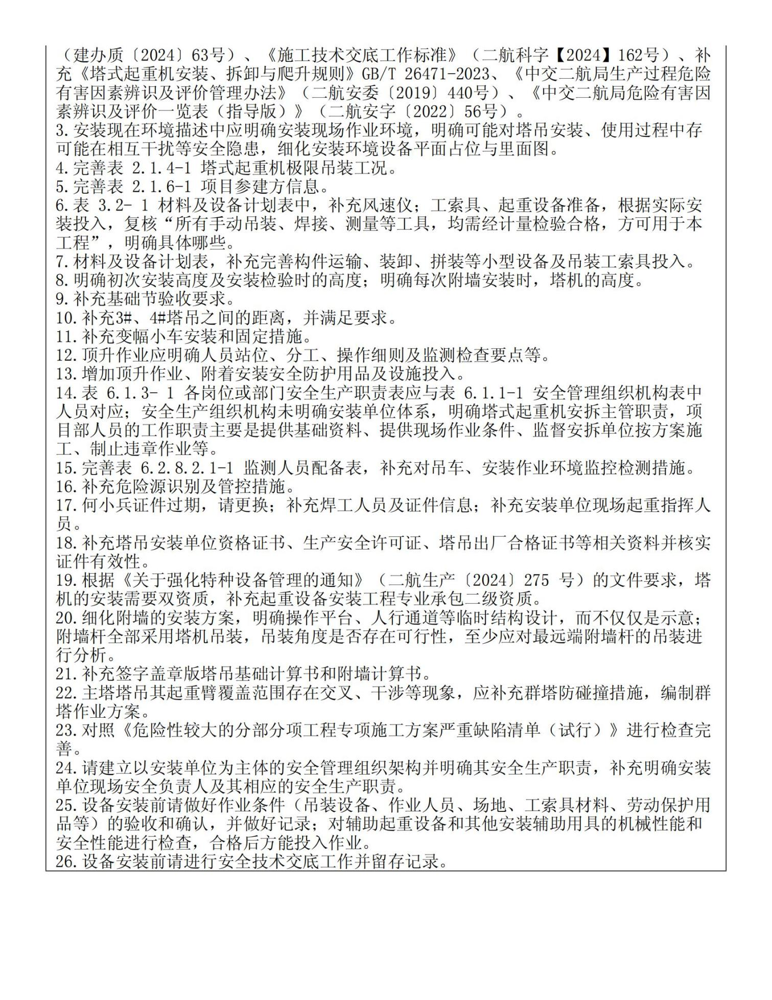 （建办质〔2024〕63号）、《施工技术交底工作标准》（二航科字【2024】162号）、补
充《塔式起重机安装、拆卸与爬升规则》GB/T 26471-2023、《中交二航局生产过程危险
有害因素辨识及评价管理办法》（二航安委〔2019〕440号）、《中交二航局危险有害因
素辨识及评价一览表（指导版）》（二航安字〔2022〕56号）。
3.安装现在环境描述中应明确安装现场作业环境，明确可能对塔吊安装、使用过程中存
可能在相互干扰等安全隐患，细化安装环境设备平面占位与里面图。
4.完善表 2.1.4-1 塔式起重机极限吊装工况。
5.完善表 2.1.6-1 项目参建方信息。
6.表 3.2- 1 材料及设备计划表中，补充风速仪；工索具、起重设备准备，根据实际安
装投入，复核“所有手动吊装、焊接、测量等工具，均需经计量检验合格，方可用于本
工程”，明确具体哪些。
7.材料及设备计划表，补充完善构件运输、装卸、拼装等小型设备及吊装工索具投入。
8.明确初次安装高度及安装检验时的高度；明确每次附墙安装时，塔机的高度。
9.补充基础节验收要求。
10.补充3#、4#塔吊之间的距离，并满足要求。
11.补充变幅小车安装和固定措施。
12.顶升作业应明确人员站位、分工、操作细则及监测检查要点等。
13.增加顶升作业、附着安装安全防护用品及设施投入。
14.表 6.1.3- 1 各岗位或部门安全生产职责表应与表 6.1.1-1 安全管理组织机构表中
人员对应；安全生产组织机构未明确安装单位体系，明确塔式起重机安拆主管职责，项
目部人员的工作职责主要是提供基础资料、提供现场作业条件、监督安拆单位按方案施
工、制止违章作业等。
15.完善表 6.2.8.2.1-1 监测人员配备表，补充对吊车、安装作业环境监控检测措施。
16.补充危险源识别及管控措施。
17.何小兵证件过期，请更换；补充焊工人员及证件信息；补充安装单位现场起重指挥人
员。
18.补充塔吊安装单位资格证书、生产安全许可证、塔吊出厂合格证书等相关资料并核实
证件有效性。
19.根据《关于强化特种设备管理的通知》（二航生产〔2024〕275 号）的文件要求，塔
机的安装需要双资质，补充起重设备安装工程专业承包二级资质。
20.细化附墙的安装方案，明确操作平台、人行通道等临时结构设计，而不仅仅是示意；
附墙杆全部采用塔机吊装，吊装角度是否存在可行性，至少应对最远端附墙杆的吊装进
行分析。
21.补充签字盖章版塔吊基础计算书和附墙计算书。
22.主塔塔吊其起重臂覆盖范围存在交叉、干涉等现象，应补充群塔防碰撞措施，编制群
塔作业方案。
23.对照《危险性较大的分部分项工程专项施工方案严重缺陷清单（试行）》进行检查完
善。
24.请建立以安装单位为主体的安全管理组织架构并明确其安全生产职责，补充明确安装
单位现场安全负责人及其相应的安全生产职责。
25.设备安装前请做好作业条件（吊装设备、作业人员、场地、工索具材料、劳动保护用
品等）的验收和确认，并做好记录；对辅助起重设备和其他安装辅助用具的机械性能和
安全性能进行检查，合格后方能投入作业。
26.设备安装前请进行安全技术交底工作并留存记录。